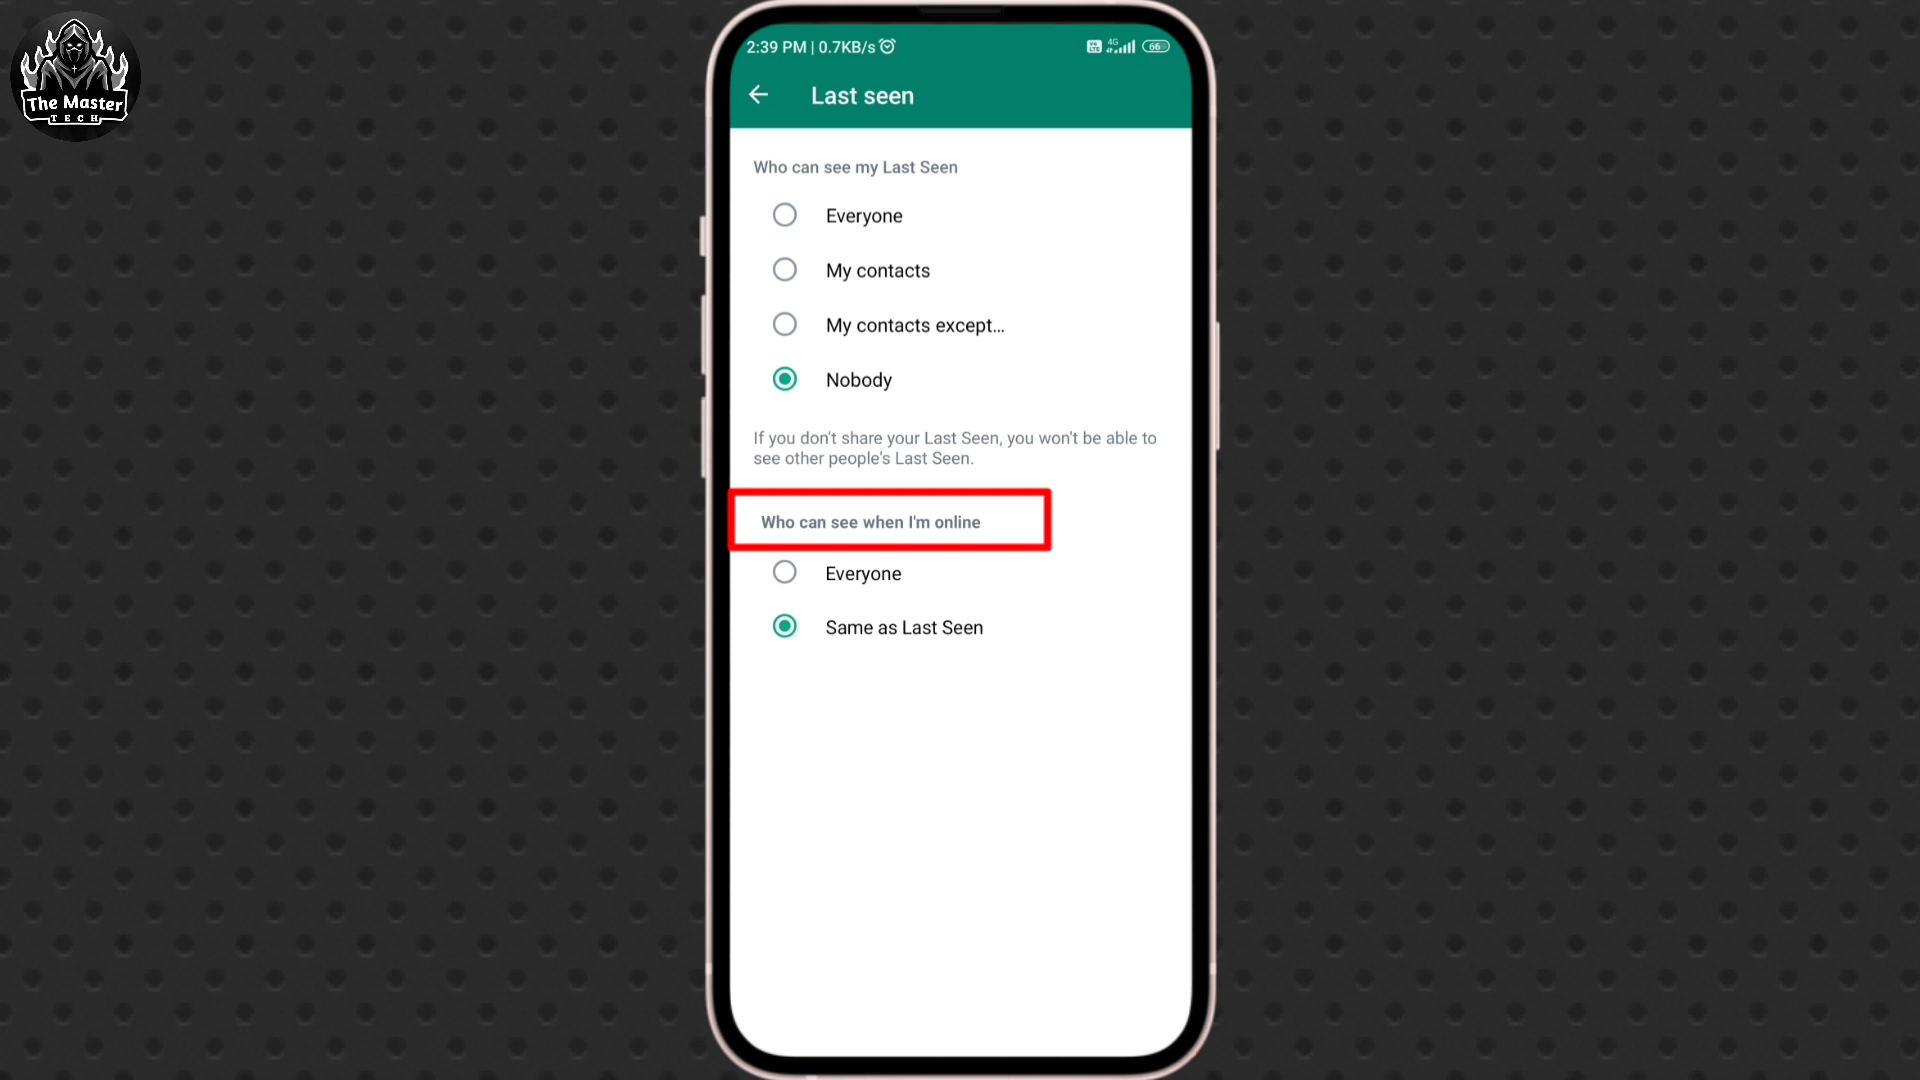 The Master
TECH
2:39 PM | 0.7KB/s
4G
66
Last seen
Who can see my Last Seen
Everyone
My contacts
My contacts except...
Nobody
If you don't share your Last Seen, you won't be able to
see other people's Last Seen.
Who can see when I'm online
Everyone
Same as Last Seen